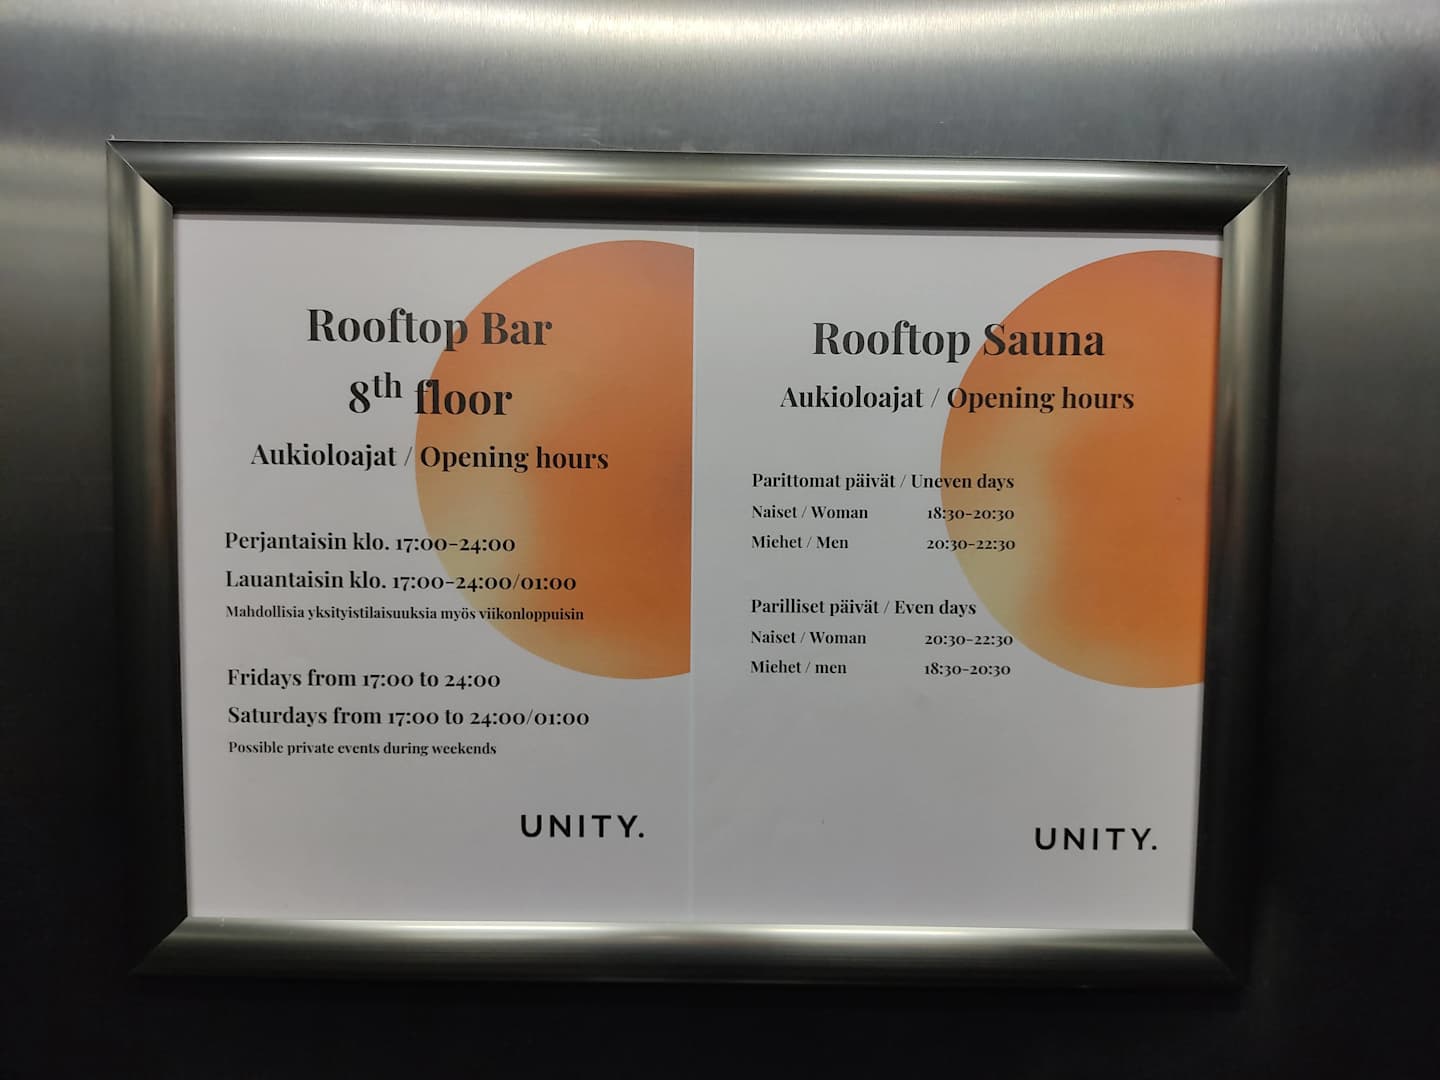 Rooftop Bar
8th floor
Aukioloajat / Opening hours
Perjantaisin klo. 17:00-24:00
Lauantaisin klo. 17:00-24:00/01:00
Mahdollisia yksityistilaisuuksia myös viikonloppuisin
Fridays from 17:00 to 24:00
Saturdays from 17:00 to 24:00/01:00
Possible private events during weekends
UNITY.
Rooftop Sauna
Aukioloajat / Opening hours
Parittomat päivät / Uneven days
Naiset / Woman 18:30-20:30
Miehet / Men 20:30-22:30
Parilliset päivät / Even days
Naiset / Woman 20:30-22:30
Miehet / men 18:30-20:30
UNITY.